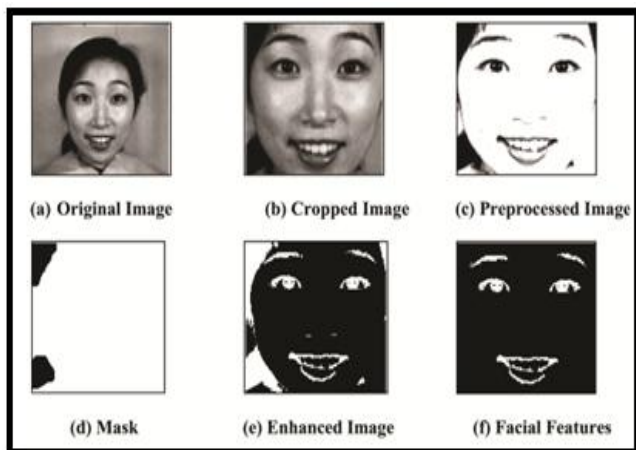 (a) Original Image (b) Cropped Image (c) Preprocessed Image
(d) Mask (e) Enhanced Image (f) Facial Features